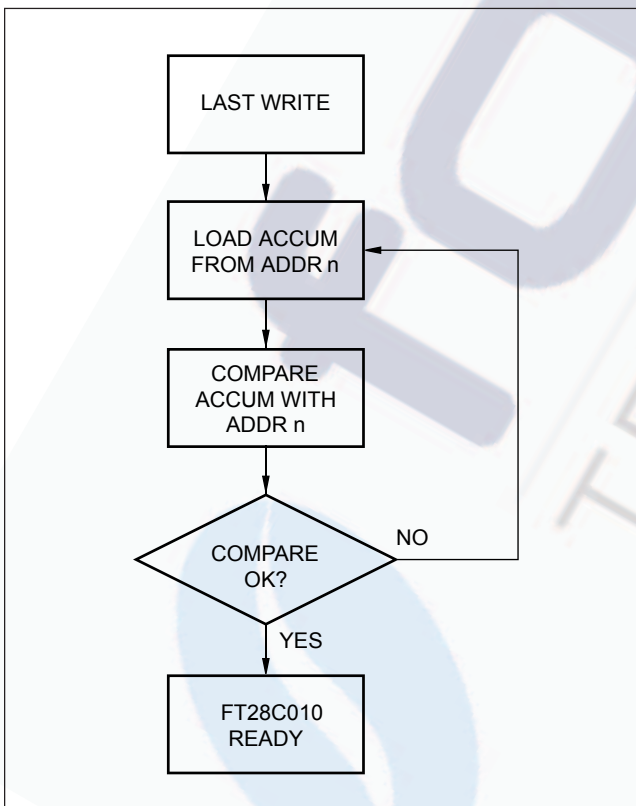 LAST WRITE
LOAD ACCUM
FROM ADDR n
COMPARE
ACCUM WITH
ADDR n
COMPARE
OK?
NO
YES
FT28C010
READY